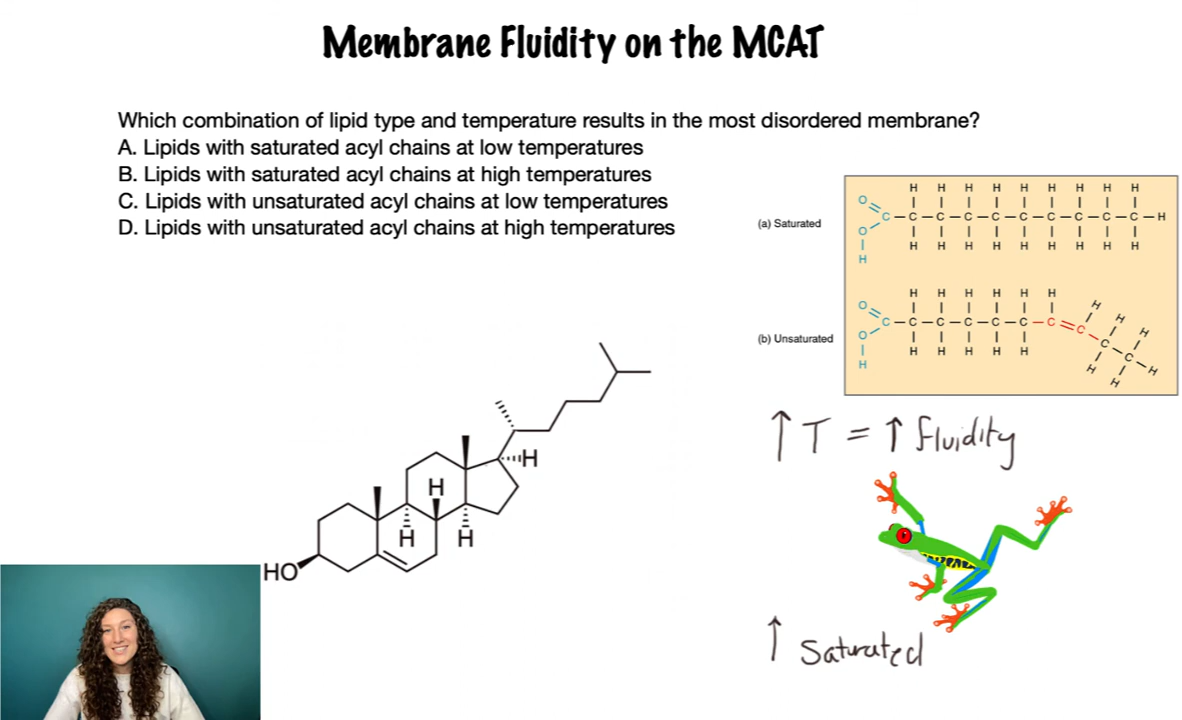 Membrane Fluidity on the MCAT
Which combination of lipid type and temperature results in the most disordered membrane?
A. Lipids with saturated acyl chains at low temperatures
B. Lipids with saturated acyl chains at high temperatures
C. Lipids with unsaturated acyl chains at low temperatures
D. Lipids with unsaturated acyl chains at high temperatures
(a) Saturated
H H H H H H H H H
O
C-C-C-C-C-C-C-C-C-C-H
O
H H H H H H H H H
H
(b) Unsaturated
H H H H H H H H H
O
C-C-C-C-C-C-C=C-C-C-H
O
H H H H H H H
H
↑ T = ↑ fluidity
H
H
H H
HO
↑ Saturated